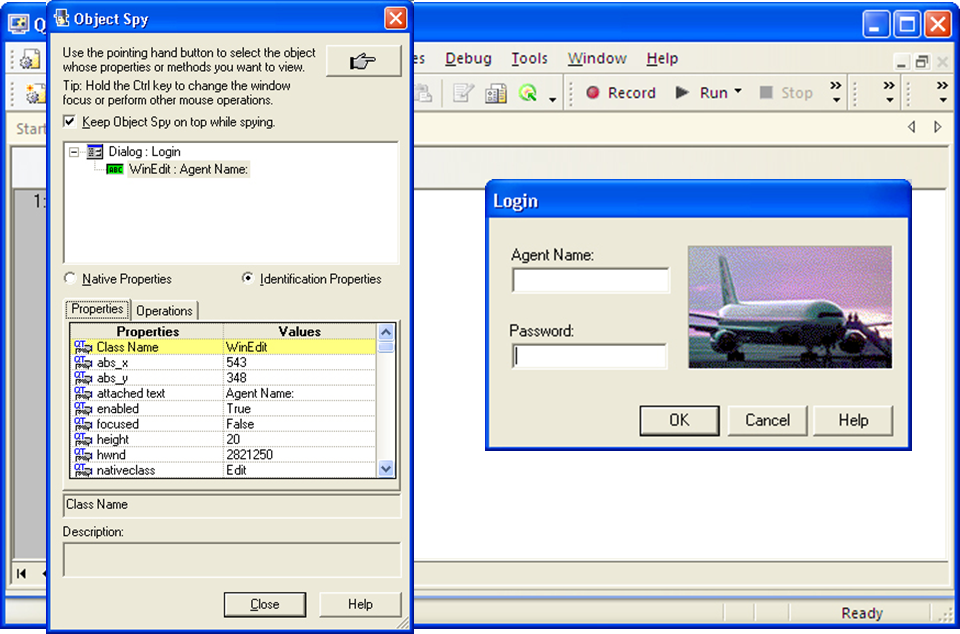 Q
Object Spy
Use the pointing hand button to select the object
whose properties or methods you want to view.
Tip: Hold the Ctrl key to change the window
focus or perform other mouse operations.
Keep Object Spy on top while spying.
Dialog : Login
ABC WinEdit : Agent Name:
Native Properties Identification Properties
Properties Operations
Properties Values
Class Name WinEdit
abs_x 543
abs_y 348
attached text Agent Name:
enabled True
focused False
height 20
hwnd 2821250
nativeclass Edit
Class Name
Description:
Close Help
es Debug Tools Window Help
Record Run Stop
Start
1:
Login
Agent Name:
Password:
OK Cancel Help
Ready